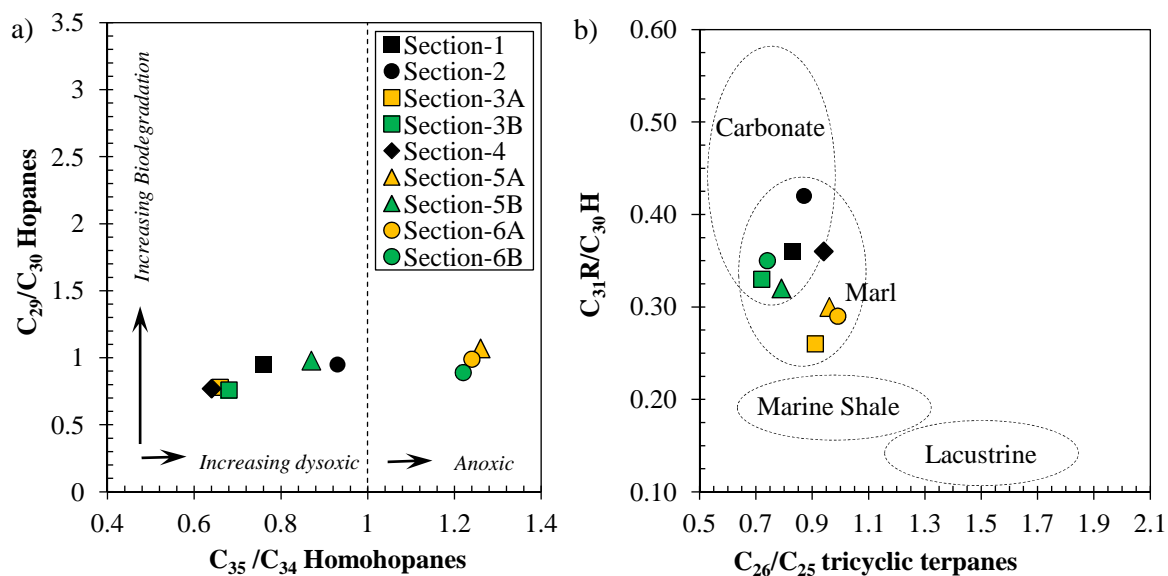 a)
3.5
3
2.5
2
1.5
1
0.5
0
C₂₉/C₃₀ Hopanes
Increasing Biodegradation
Section-1
Section-2
Section-3A
Section-3B
Section-4
Section-5A
Section-5B
Section-6A
Section-6B
Increasing dysoxic
Anoxic
0.4 0.6 0.8 1 1.2 1.4
C₃₅ /C₃₄ Homohopanes
b)
0.60
0.50
0.40
0.30
0.20
0.10
C₃₁R/C₃₀H
Carbonate
Marl
Marine Shale
Lacustrine
0.5 0.7 0.9 1.1 1.3 1.5 1.7 1.9 2.1
C₂₆/C₂₅ tricyclic terpanes